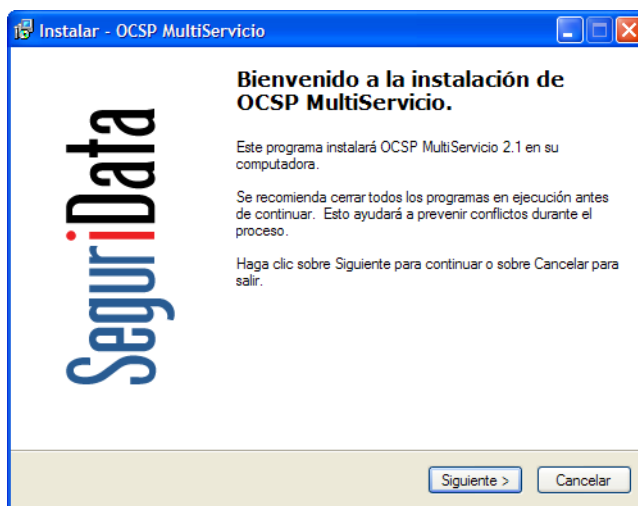 Instalar - OCSP MultiServicio
SeguriData
Bienvenido a la instalación de
OCSP MultiServicio.
Este programa instalará OCSP MultiServicio 2.1 en su
computadora.
Se recomienda cerrar todos los programas en ejecución antes
de continuar. Esto ayudará a prevenir conflictos durante el
proceso.
Haga clic sobre Siguiente para continuar o sobre Cancelar para
salir.
Siguiente >
Cancelar